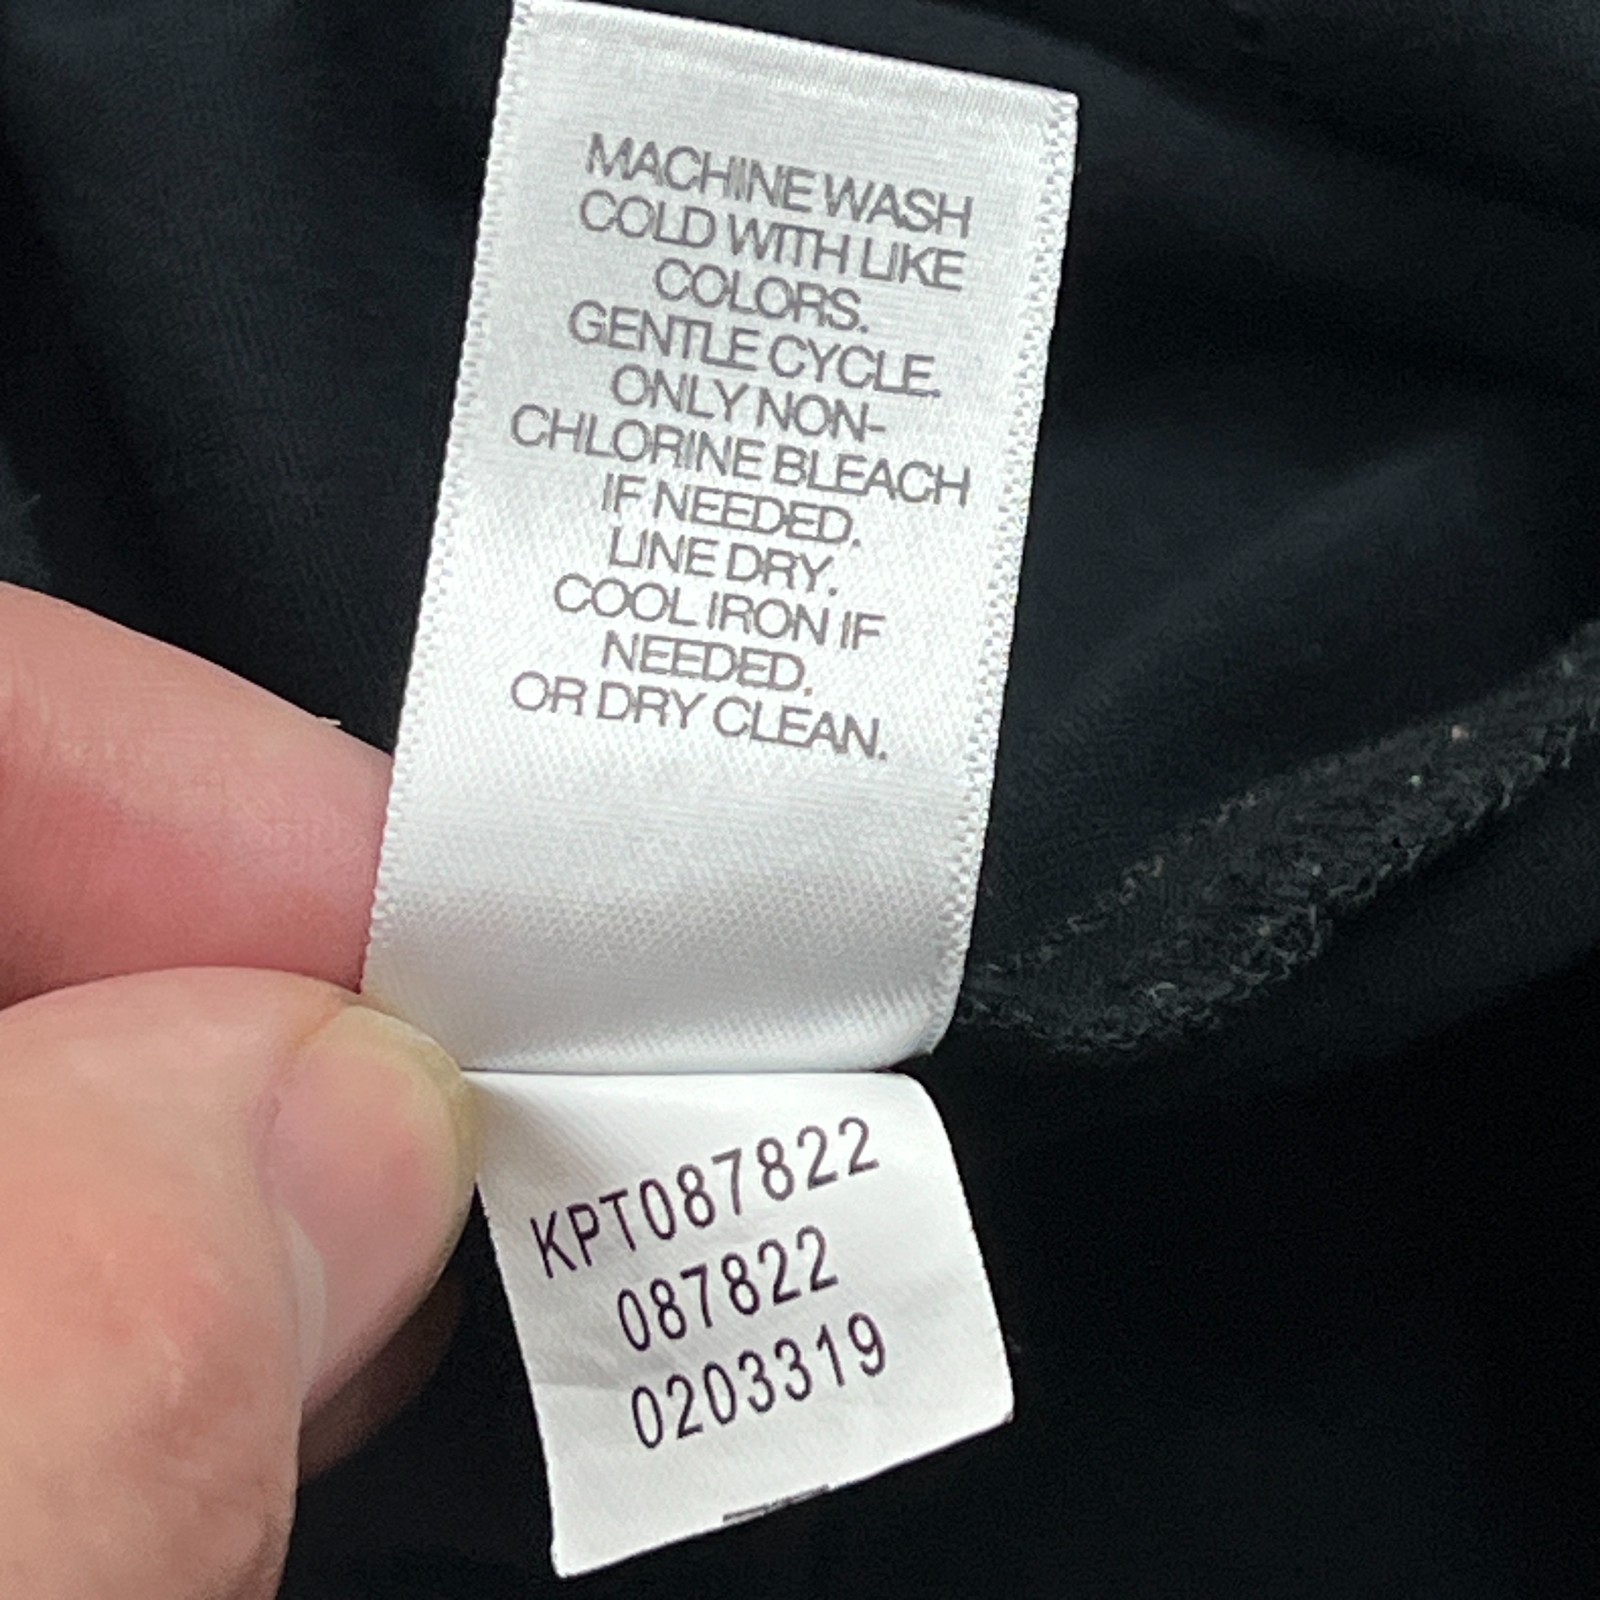 MACHINE WASH
COLD WITH LIKE
COLORS.
GENTLE CYCLE.
ONLY NON-
CHLORINE BLEACH
IF NEEDED.
LINE DRY.
COOL IRON IF
NEEDED.
OR DRY CLEAN.
KPT087822
087822
0203319